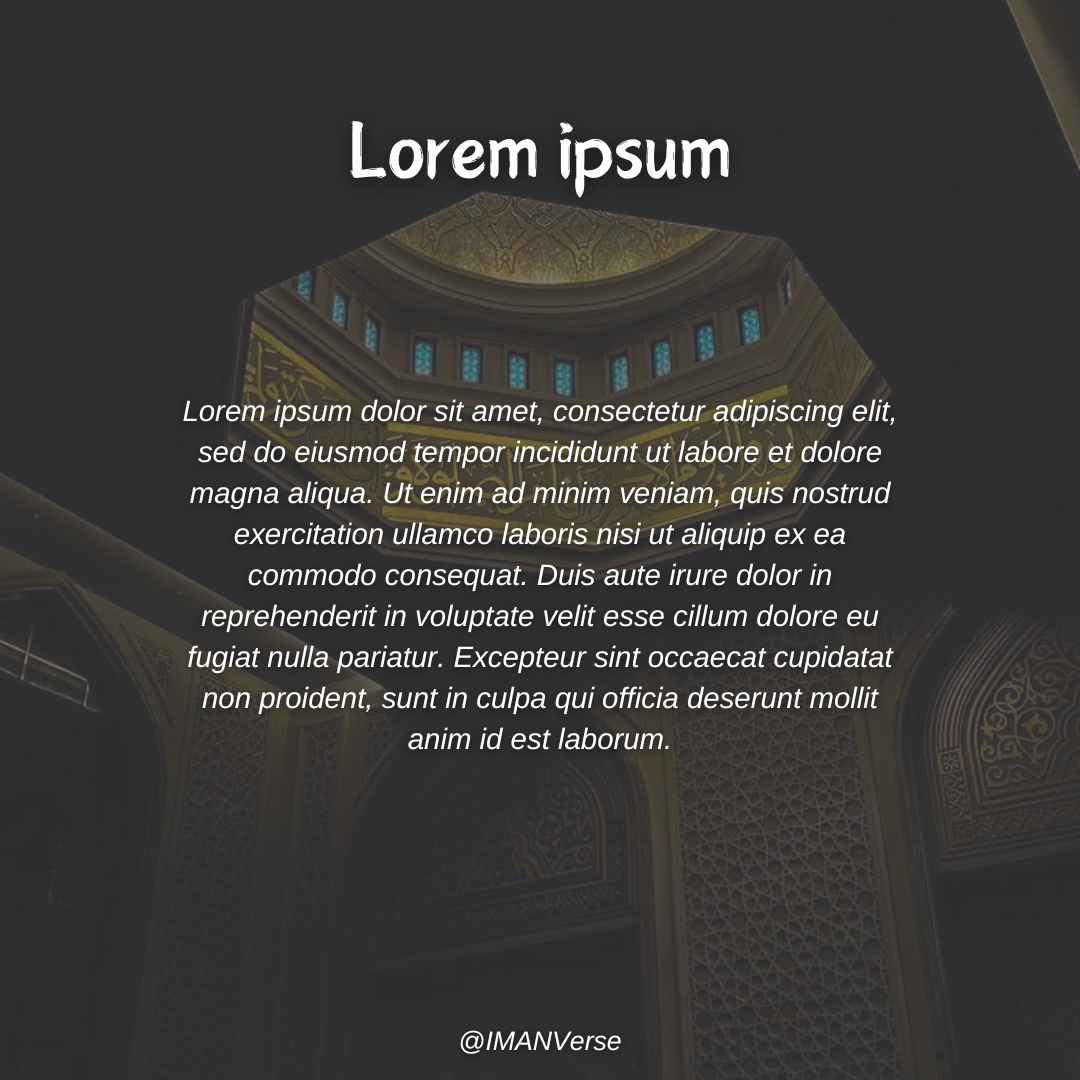 Lorem ipsum
Lorem ipsum dolor sit amet, consectetur adipiscing elit,
sed do eiusmod tempor incididunt ut labore et dolore
magna aliqua. Ut enim ad minim veniam, quis nostrud
exercitation ullamco laboris nisi ut aliquip ex ea
commodo consequat. Duis aute irure dolor in
reprehenderit in voluptate velit esse cillum dolore eu
fugiat nulla pariatur. Excepteur sint occaecat cupidatat
non proident, sunt in culpa qui officia deserunt mollit
anim id est laborum.
@IMANVerse